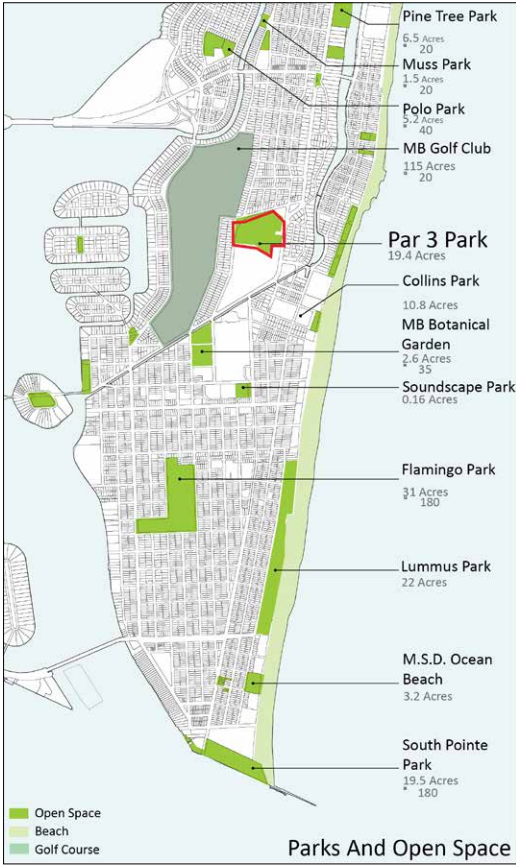 Pine Tree Park
6.5 Acres
* 20
Muss Park
1.5 Acres
* 20
Polo Park
5.2 Acres
* 40
MB Golf Club
115 Acres
* 20
Par 3 Park
19.4 Acres
Collins Park
10.8 Acres
MB Botanical
Garden
2.6 Acres
* 35
Soundscape Park
0.16 Acres
Flamingo Park
31 Acres
* 180
Lummus Park
22 Acres
M.S.D. Ocean
Beach
3.2 Acres
South Pointe
Park
19.5 Acres
* 180
Open Space
Beach
Golf Course
Parks And Open Space